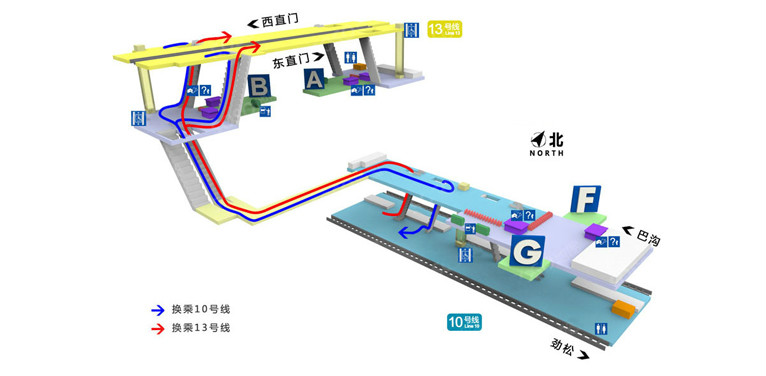 西直门
13号线
Line 13
东直门
B
A
?
?
?
北
NORTH
F
?
?
巴沟
G
换乘10号线
换乘13号线
10号线
Line 10
劲松